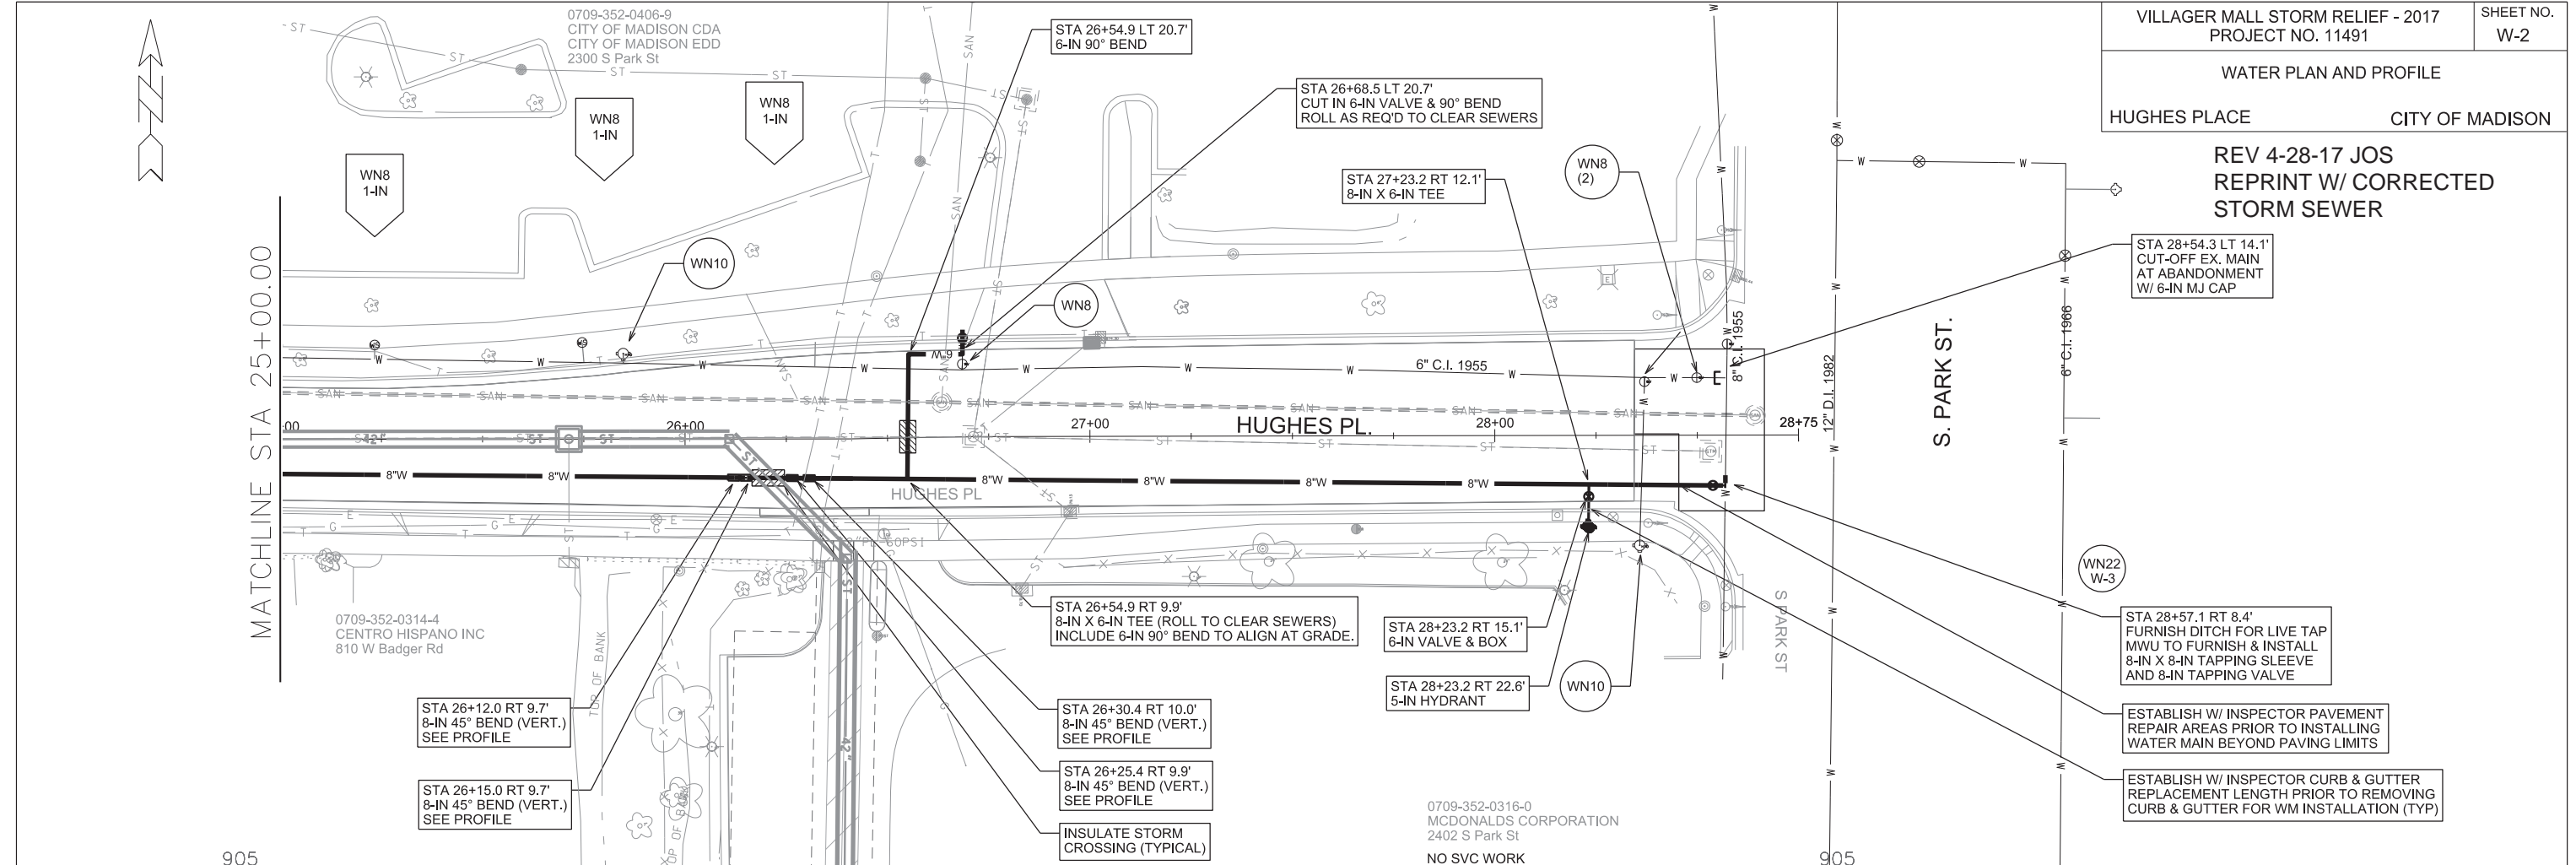 VILLAGER MALL STORM RELIEF - 2017
PROJECT NO. 11491
SHEET NO.
W-2
WATER PLAN AND PROFILE
HUGHES PLACE
CITY OF MADISON
REV 4-28-17 JOS
REPRINT W/ CORRECTED
STORM SEWER
0709-352-0406-9
CITY OF MADISON CDA
CITY OF MADISON EDD
2300 S Park St
STA 26+54.9 LT 20.7'
6-IN 90° BEND
STA 26+68.5 LT 20.7'
CUT IN 6-IN VALVE & 90° BEND
ROLL AS REQ'D TO CLEAR SEWERS
WN8
1-IN
WN8
1-IN
WN8
1-IN
STA 27+23.2 RT 12.1'
8-IN X 6-IN TEE
WN8
(2)
STA 28+54.3 LT 14.1'
CUT-OFF EX. MAIN
AT ABANDONMENT
W/ 6-IN MJ CAP
WN10
WN8
MATCHLINE STA 25+00.00
6" C.I. 1955
8" C.I. 1955
12" D.I. 1982
S. PARK ST.
6" C.I. 1966
6"W
26+00
27+00
HUGHES PL.
28+00
28+75
8"W
8"W
8"W
8"W
8"W
8"W
HUGHES PL
WN22
W-3
S PARK ST
0709-352-0314-4
CENTRO HISPANO INC
810 W Badger Rd
TOP OF BANK
42"
STA 26+54.9 RT 9.9'
8-IN X 6-IN TEE (ROLL TO CLEAR SEWERS)
INCLUDE 6-IN 90° BEND TO ALIGN AT GRADE.
STA 28+23.2 RT 15.1'
6-IN VALVE & BOX
STA 28+57.1 RT 8.4'
FURNISH DITCH FOR LIVE TAP
MWU TO FURNISH & INSTALL
8-IN X 8-IN TAPPING SLEEVE
AND 8-IN TAPPING VALVE
STA 28+23.2 RT 22.6'
5-IN HYDRANT
WN10
STA 26+12.0 RT 9.7'
8-IN 45° BEND (VERT.)
SEE PROFILE
STA 26+30.4 RT 10.0'
8-IN 45° BEND (VERT.)
SEE PROFILE
ESTABLISH W/ INSPECTOR PAVEMENT
REPAIR AREAS PRIOR TO INSTALLING
WATER MAIN BEYOND PAVING LIMITS
STA 26+15.0 RT 9.7'
8-IN 45° BEND (VERT.)
SEE PROFILE
STA 26+25.4 RT 9.9'
8-IN 45° BEND (VERT.)
SEE PROFILE
ESTABLISH W/ INSPECTOR CURB & GUTTER
REPLACEMENT LENGTH PRIOR TO REMOVING
CURB & GUTTER FOR WM INSTALLATION (TYP)
INSULATE STORM
CROSSING (TYPICAL)
0709-352-0316-0
MCDONALDS CORPORATION
2402 S Park St
NO SVC WORK
905
905